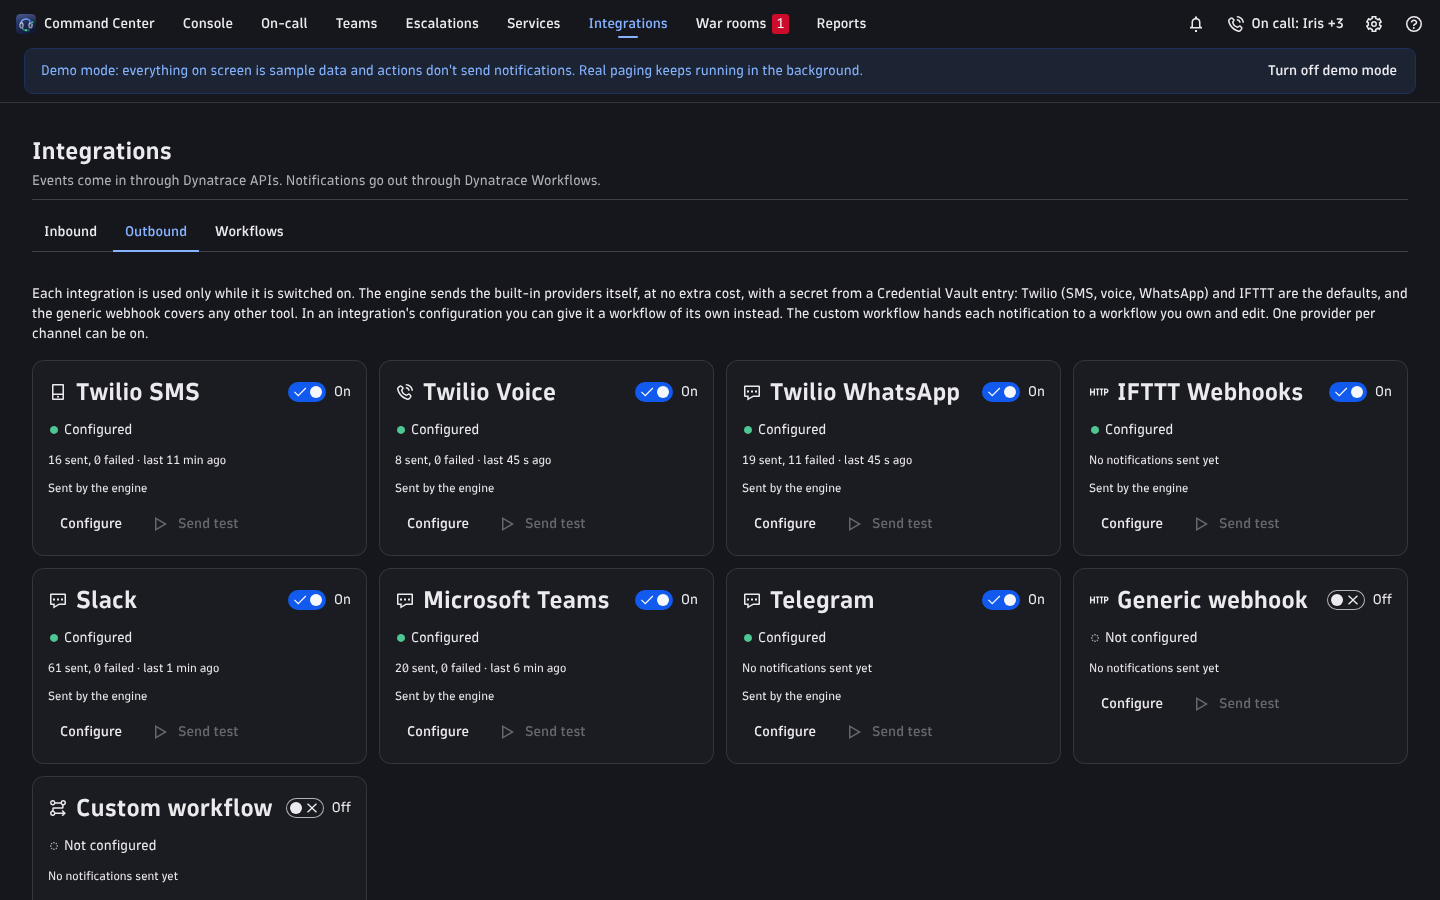 Command Center
Console
On-call
Teams
Escalations
Services
Integrations
War rooms 1
Reports
On call: Iris +3
Demo mode: everything on screen is sample data and actions don't send notifications. Real paging keeps running in the background.
Turn off demo mode
Integrations
Events come in through Dynatrace APIs. Notifications go out through Dynatrace Workflows.
Inbound
Outbound
Workflows
Each integration is used only while it is switched on. The engine sends the built-in providers itself, at no extra cost, with a secret from a Credential Vault entry: Twilio (SMS, voice, WhatsApp) and IFTTT are the defaults, and
the generic webhook covers any other tool. In an integration's configuration you can give it a workflow of its own instead. The custom workflow hands each notification to a workflow you own and edit. One provider per
channel can be on.
Twilio SMS
On
Configured
16 sent, 0 failed · last 11 min ago
Sent by the engine
Configure
Send test
Twilio Voice
On
Configured
8 sent, 0 failed · last 45 s ago
Sent by the engine
Configure
Send test
Twilio WhatsApp
On
Configured
19 sent, 11 failed · last 45 s ago
Sent by the engine
Configure
Send test
HTTP IFTTT Webhooks
On
Configured
No notifications sent yet
Sent by the engine
Configure
Send test
Slack
On
Configured
61 sent, 0 failed · last 1 min ago
Sent by the engine
Configure
Send test
Microsoft Teams
On
Configured
20 sent, 0 failed · last 6 min ago
Sent by the engine
Configure
Send test
Telegram
On
Configured
No notifications sent yet
Sent by the engine
Configure
Send test
HTTP Generic webhook
Off
Not configured
No notifications sent yet
Configure
Send test
Custom workflow
Off
Not configured
No notifications sent yet